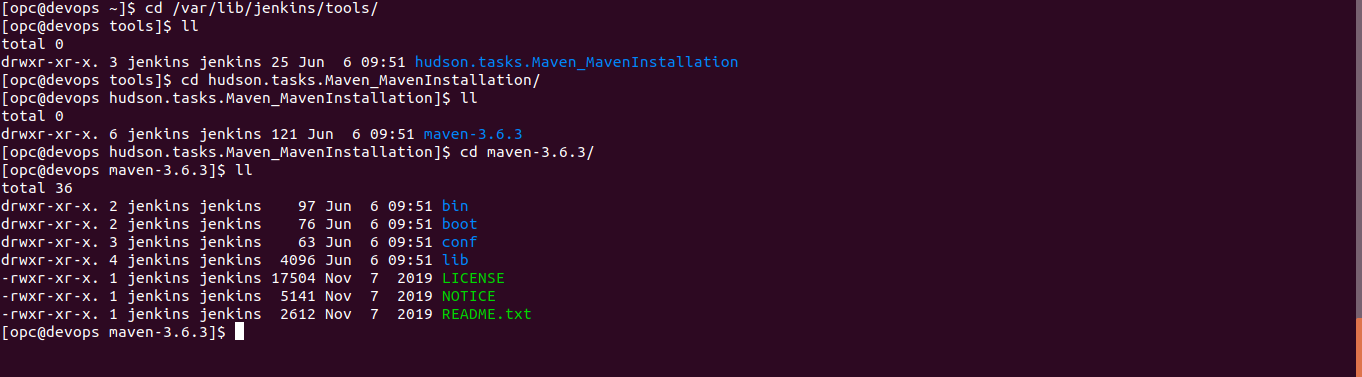 [opc@devops ~]$ cd /var/lib/jenkins/tools/
[opc@devops tools]$ ll
total 0
drwxr-xr-x. 3 jenkins jenkins 25 Jun  6 09:51 hudson.tasks.Maven_MavenInstallation
[opc@devops tools]$ cd hudson.tasks.Maven_MavenInstallation/
[opc@devops hudson.tasks.Maven_MavenInstallation]$ ll
total 0
drwxr-xr-x. 6 jenkins jenkins 121 Jun  6 09:51 maven-3.6.3
[opc@devops hudson.tasks.Maven_MavenInstallation]$ cd maven-3.6.3/
[opc@devops maven-3.6.3]$ ll
total 36
drwxr-xr-x. 2 jenkins jenkins    97 Jun  6 09:51 bin
drwxr-xr-x. 2 jenkins jenkins    76 Jun  6 09:51 boot
drwxr-xr-x. 3 jenkins jenkins    63 Jun  6 09:51 conf
drwxr-xr-x. 4 jenkins jenkins  4096 Jun  6 09:51 lib
-rwxr-xr-x. 1 jenkins jenkins 17504 Nov  7  2019 LICENSE
-rwxr-xr-x. 1 jenkins jenkins  5141 Nov  7  2019 NOTICE
-rwxr-xr-x. 1 jenkins jenkins  2612 Nov  7  2019 README.txt
[opc@devops maven-3.6.3]$